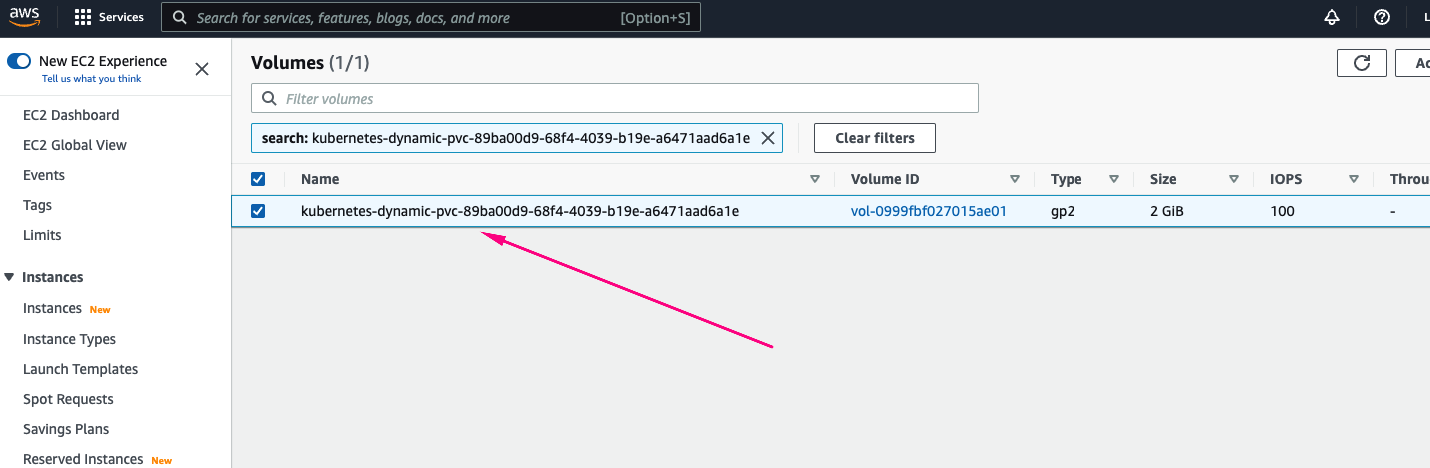 aws
Services
Search for services, features, blogs, docs, and more [Option+S]
New EC2 Experience
Tell us what you think
EC2 Dashboard
EC2 Global View
Events
Tags
Limits
Instances
Instances New
Instance Types
Launch Templates
Spot Requests
Savings Plans
Reserved Instances New
Volumes (1/1)
Filter volumes
search: kubernetes-dynamic-pvc-89ba00d9-68f4-4039-b19e-a6471aad6a1e
Clear filters
Name Volume ID Type Size IOPS Throu
kubernetes-dynamic-pvc-89ba00d9-68f4-4039-b19e-a6471aad6a1e vol-0999fbf027015ae01 gp2 2 GiB 100 -